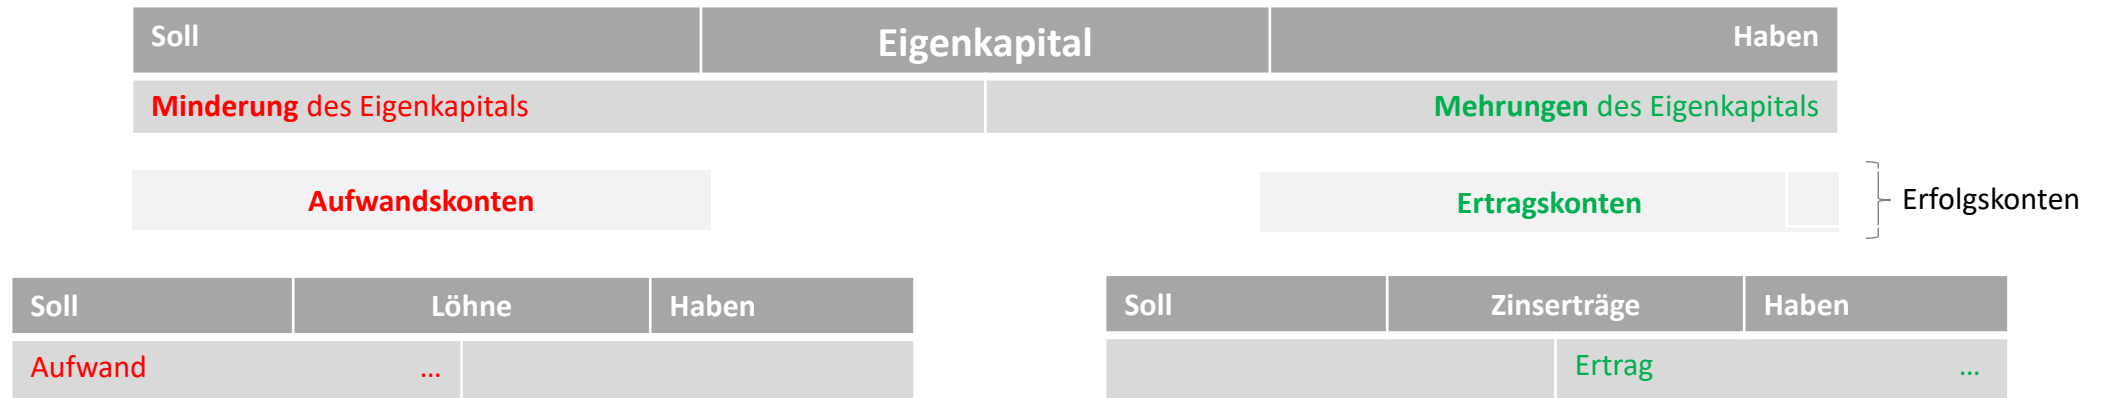 Soll Eigenkapital Haben
Minderung des Eigenkapitals Mehrungen des Eigenkapitals
Aufwandskonten Ertragskonten Erfolgskonten
Soll Löhne Haben Soll Zinserträge Haben
Aufwand ... Ertrag ...